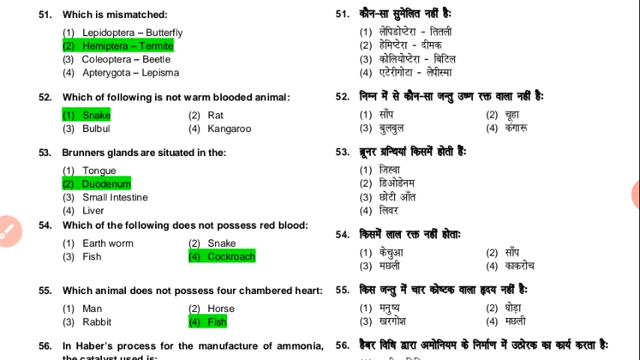 51. Which is mismatched:
(1) Lepidoptera – Butterfly
(2) Hemiptera – Termite
(3) Coleoptera – Beetle
(4) Apterygota – Lepisma
52. Which of following is not warm blooded animal:
(1) Snake (2) Rat
(3) Bulbul (4) Kangaroo
53. Brunners glands are situated in the:
(1) Tongue
(2) Duodenum
(3) Small Intestine
(4) Liver
54. Which of the following does not possess red blood:
(1) Earth worm (2) Snake
(3) Fish (4) Cockroach
55. Which animal does not possess four chambered heart:
(1) Man (2) Horse
(3) Rabbit (4) Fish
56. In Haber's process for the manufacture of ammonia,
the catalyst used is:
51. कौन-सा सुमेलित नहीं है:
(1) लेपिडोप्टेरा - तितली
(2) हेमिप्टेरा - दीमक
(3) कोलियोप्टेरा - बिटिल
(4) एप्टेरीगोटा - लेपीस्मा
52. निम्न में से कौन-सा जन्तु उष्ण रक्त वाला नहीं है:
(1) साँप (2) चूहा
(3) बुलबुल (4) कंगारू
53. ब्रूनर ग्रन्थियां किसमें होती हैं:
(1) जिह्वा
(2) डिओडेनम
(3) छोटी आँत
(4) लिवर
54. किसमें लाल रक्त नहीं होता:
(1) केंचुआ (2) साँप
(3) मछली (4) काकरोच
55. किस जन्तु में चार कोष्टक वाला हृदय नहीं है:
(1) मनुष्य (2) घोड़ा
(3) खरगोश (4) मछली
56. हैबर विधि द्वारा अमोनियम के निर्माण में उत्प्रेरक का कार्य करता है: